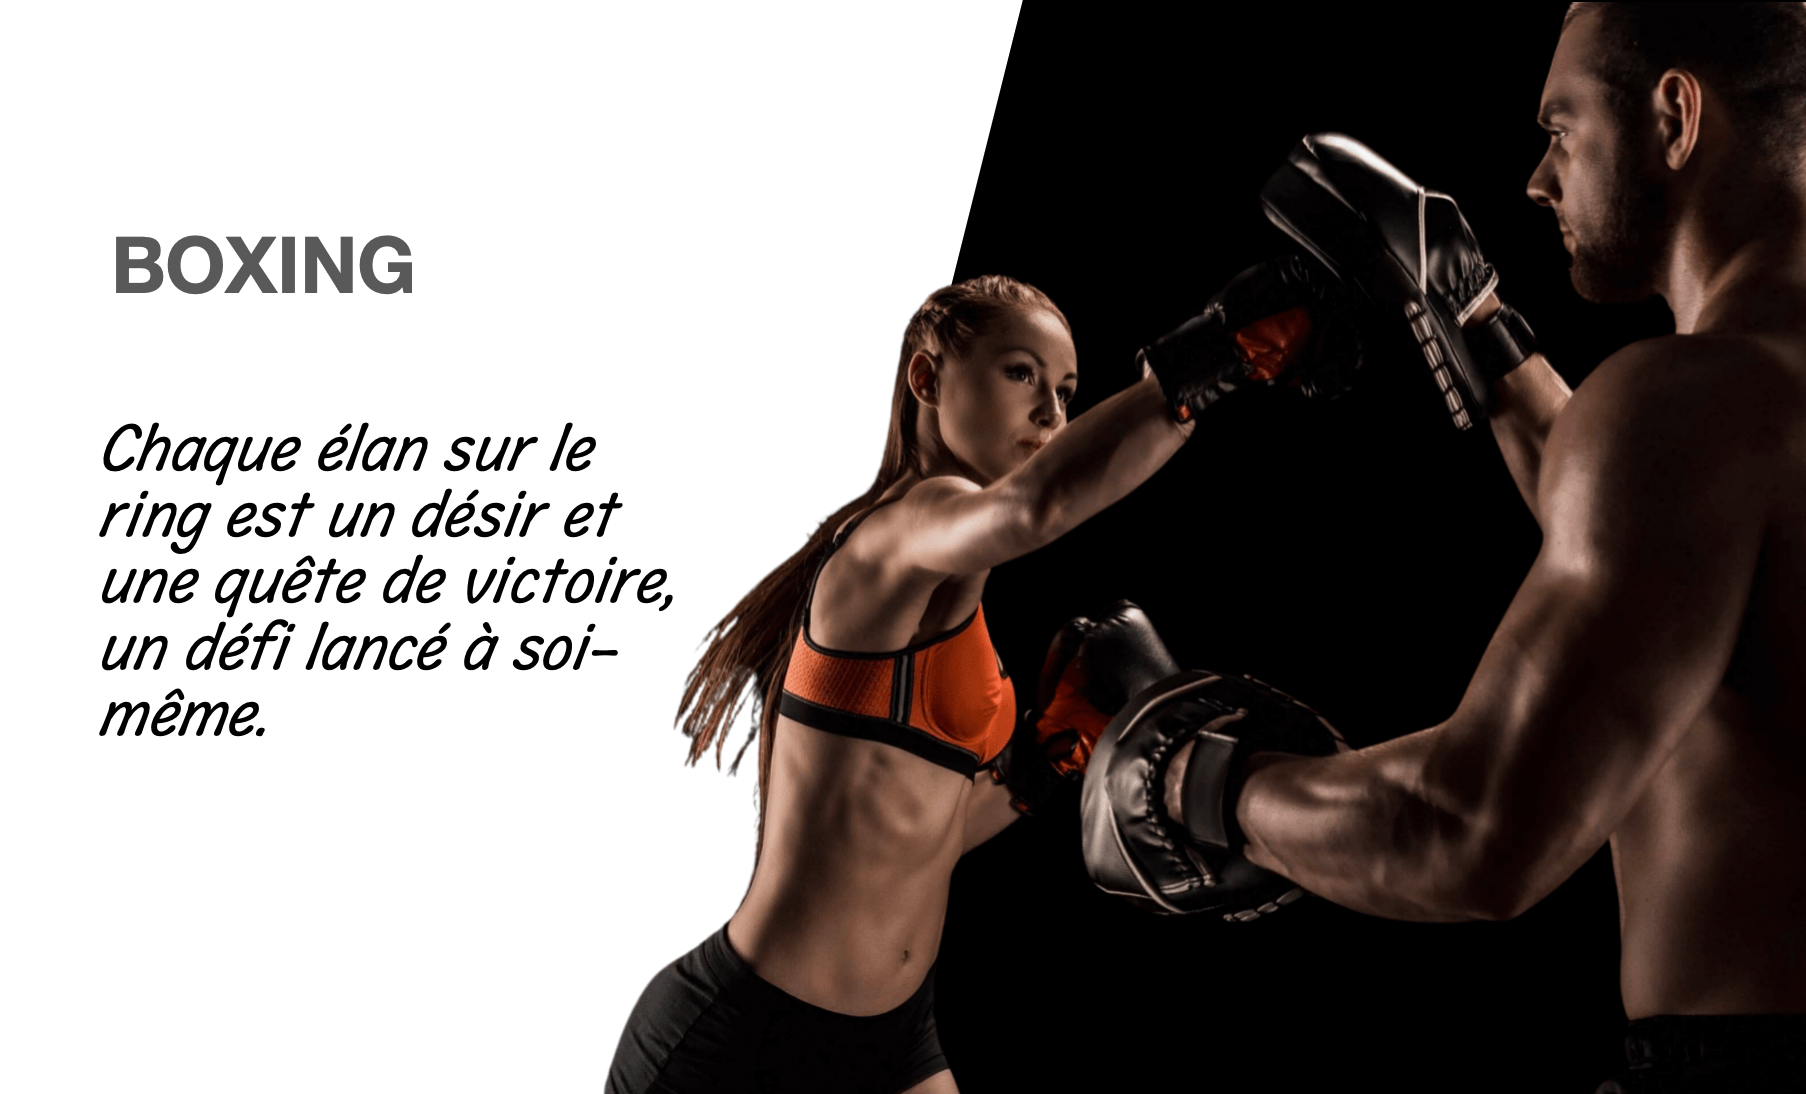 BOXING
Chaque élan sur le
ring est un désir et
une quête de victoire,
un défi lancé à soi-
même.